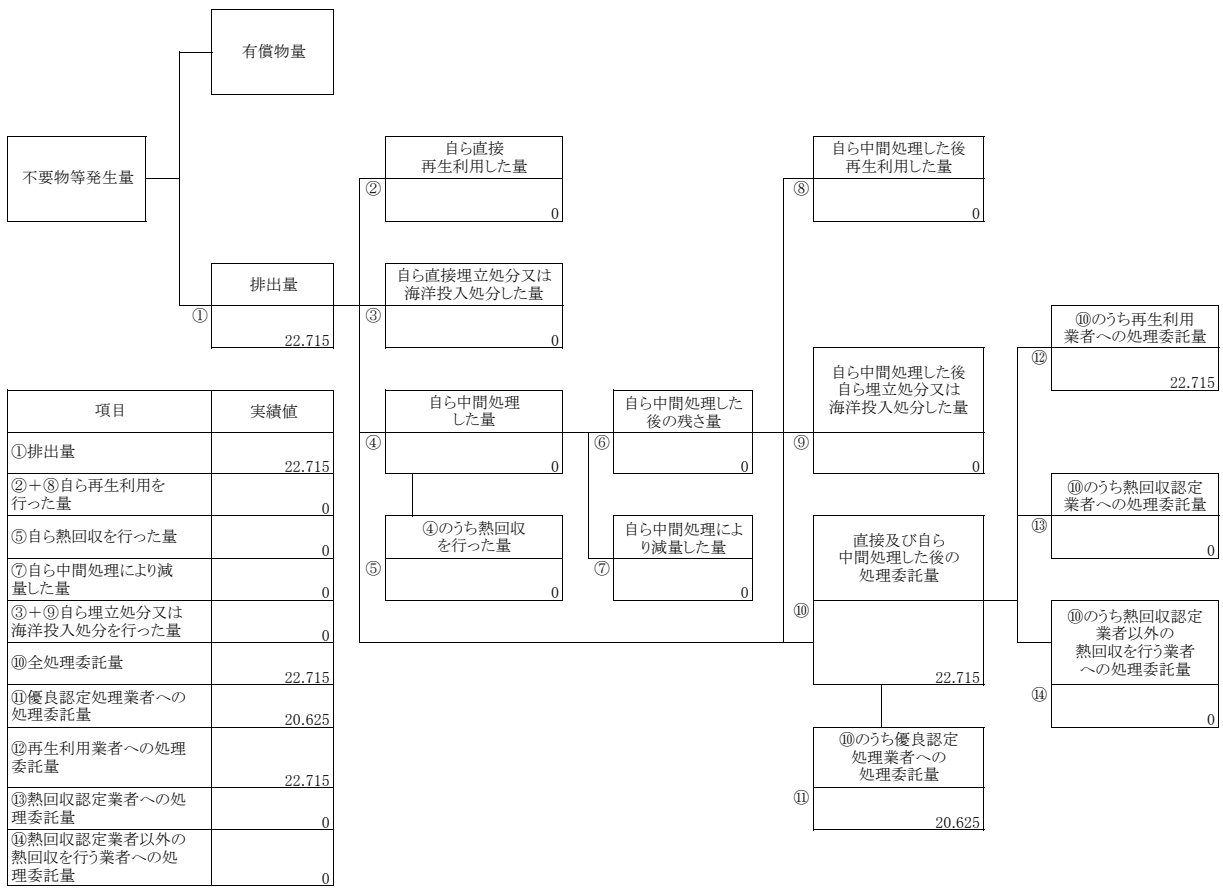 有償物量
不要物等発生量
自ら直接
再生利用した量
②
0
自ら中間処理した後
再生利用した量
⑧
0
排出量
①
22.715
自ら直接埋立処分又は
海洋投入処分した量
③
0
⑩のうち再生利用
業者への処理委託量
⑫
22.715
自ら中間処理
した量
④
0
自ら中間処理した
後の残さ量
⑥
0
自ら中間処理した後
自ら埋立処分又は
海洋投入処分した量
⑨
0
⑩のうち熱回収認定
業者への処理委託量
⑬
0
④のうち熱回収
を行った量
⑤
0
自ら中間処理によ
り減量した量
⑦
0
直接及び自ら
中間処理した後の
処理委託量
⑩
22.715
⑩のうち熱回収認定
業者以外の
熱回収を行う業者
への処理委託量
⑭
0
⑩のうち優良認定
処理業者への
処理委託量
⑪
20.625
項目 実績値
①排出量
22.715
②＋⑧自ら再生利用を
行った量
0
⑤自ら熱回収を行った量
0
⑦自ら中間処理により減
量した量
0
③＋⑨自ら埋立処分又は
海洋投入処分を行った量
0
⑩全処理委託量
22.715
⑪優良認定処理業者への
処理委託量
20.625
⑫再生利用業者への処理
委託量
22.715
⑬熱回収認定業者への処
理委託量
0
⑭熱回収認定業者以外の
熱回収を行う業者への処
理委託量
0